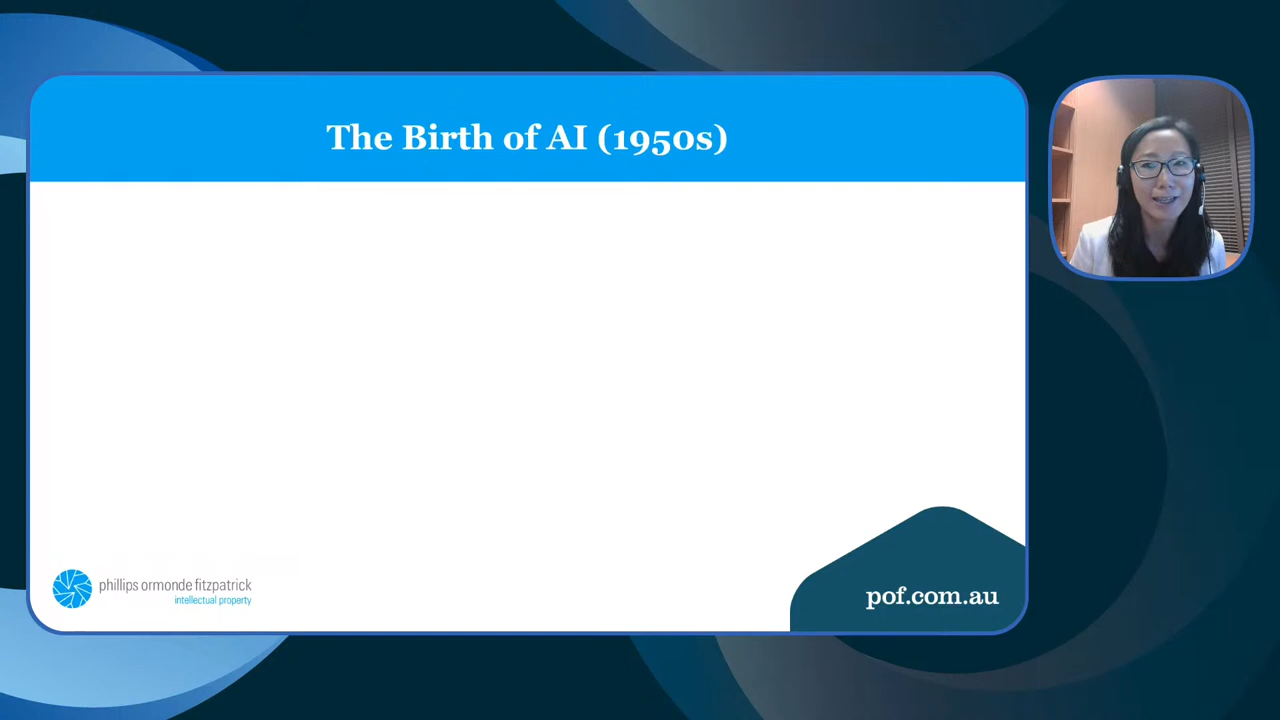 The Birth of AI (1950s)
phillips ormonde fitzpatrick
intellectual property
pof.com.au